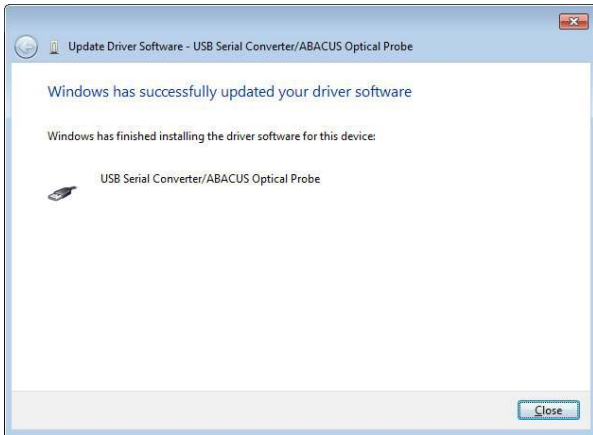 Update Driver Software - USB Serial Converter/ABACUS Optical Probe
Windows has successfully updated your driver software
Windows has finished installing the driver software for this device:
USB Serial Converter/ABACUS Optical Probe
Close